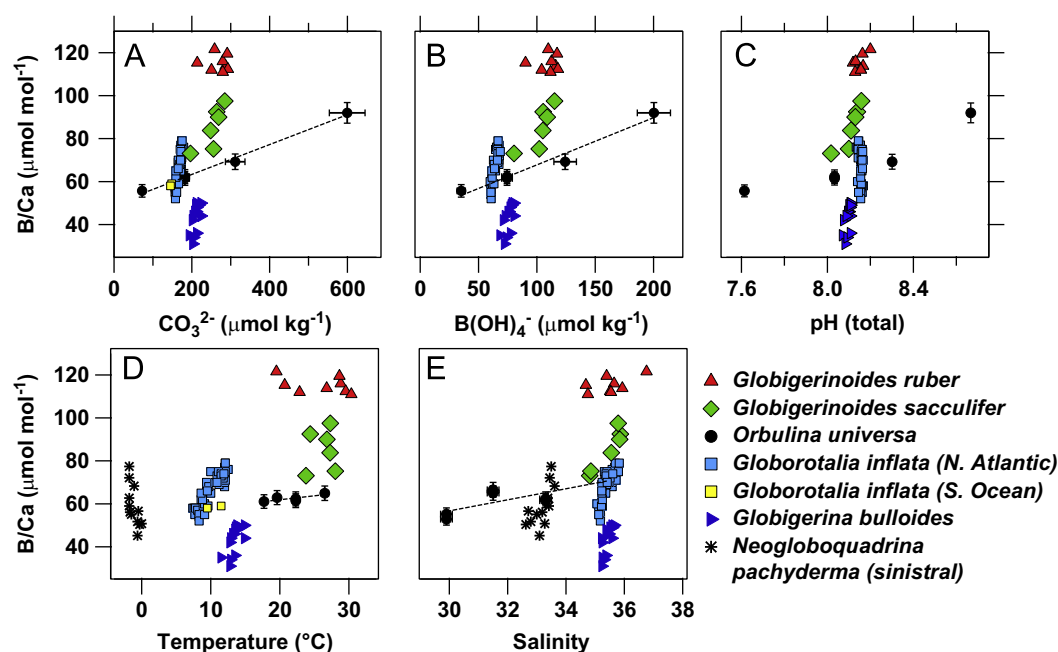 A
B
C
B/Ca (μmol mol⁻¹)
120
100
80
60
40
0
200
400
600
0
50
100
150
200
7.6
8.0
8.4
CO₃²⁻ (μmol kg⁻¹)
B(OH)₄⁻ (μmol kg⁻¹)
pH (total)
D
E
B/Ca (μmol mol⁻¹)
120
100
80
60
40
0
10
20
30
30
32
34
36
38
Temperature (°C)
Salinity
Globigerinoides ruber
Globigerinoides sacculifer
Orbulina universa
Globorotalia inflata (N. Atlantic)
Globorotalia inflata (S. Ocean)
Globigerina bulloides
Neogloboquadrina
pachyderma (sinistral)